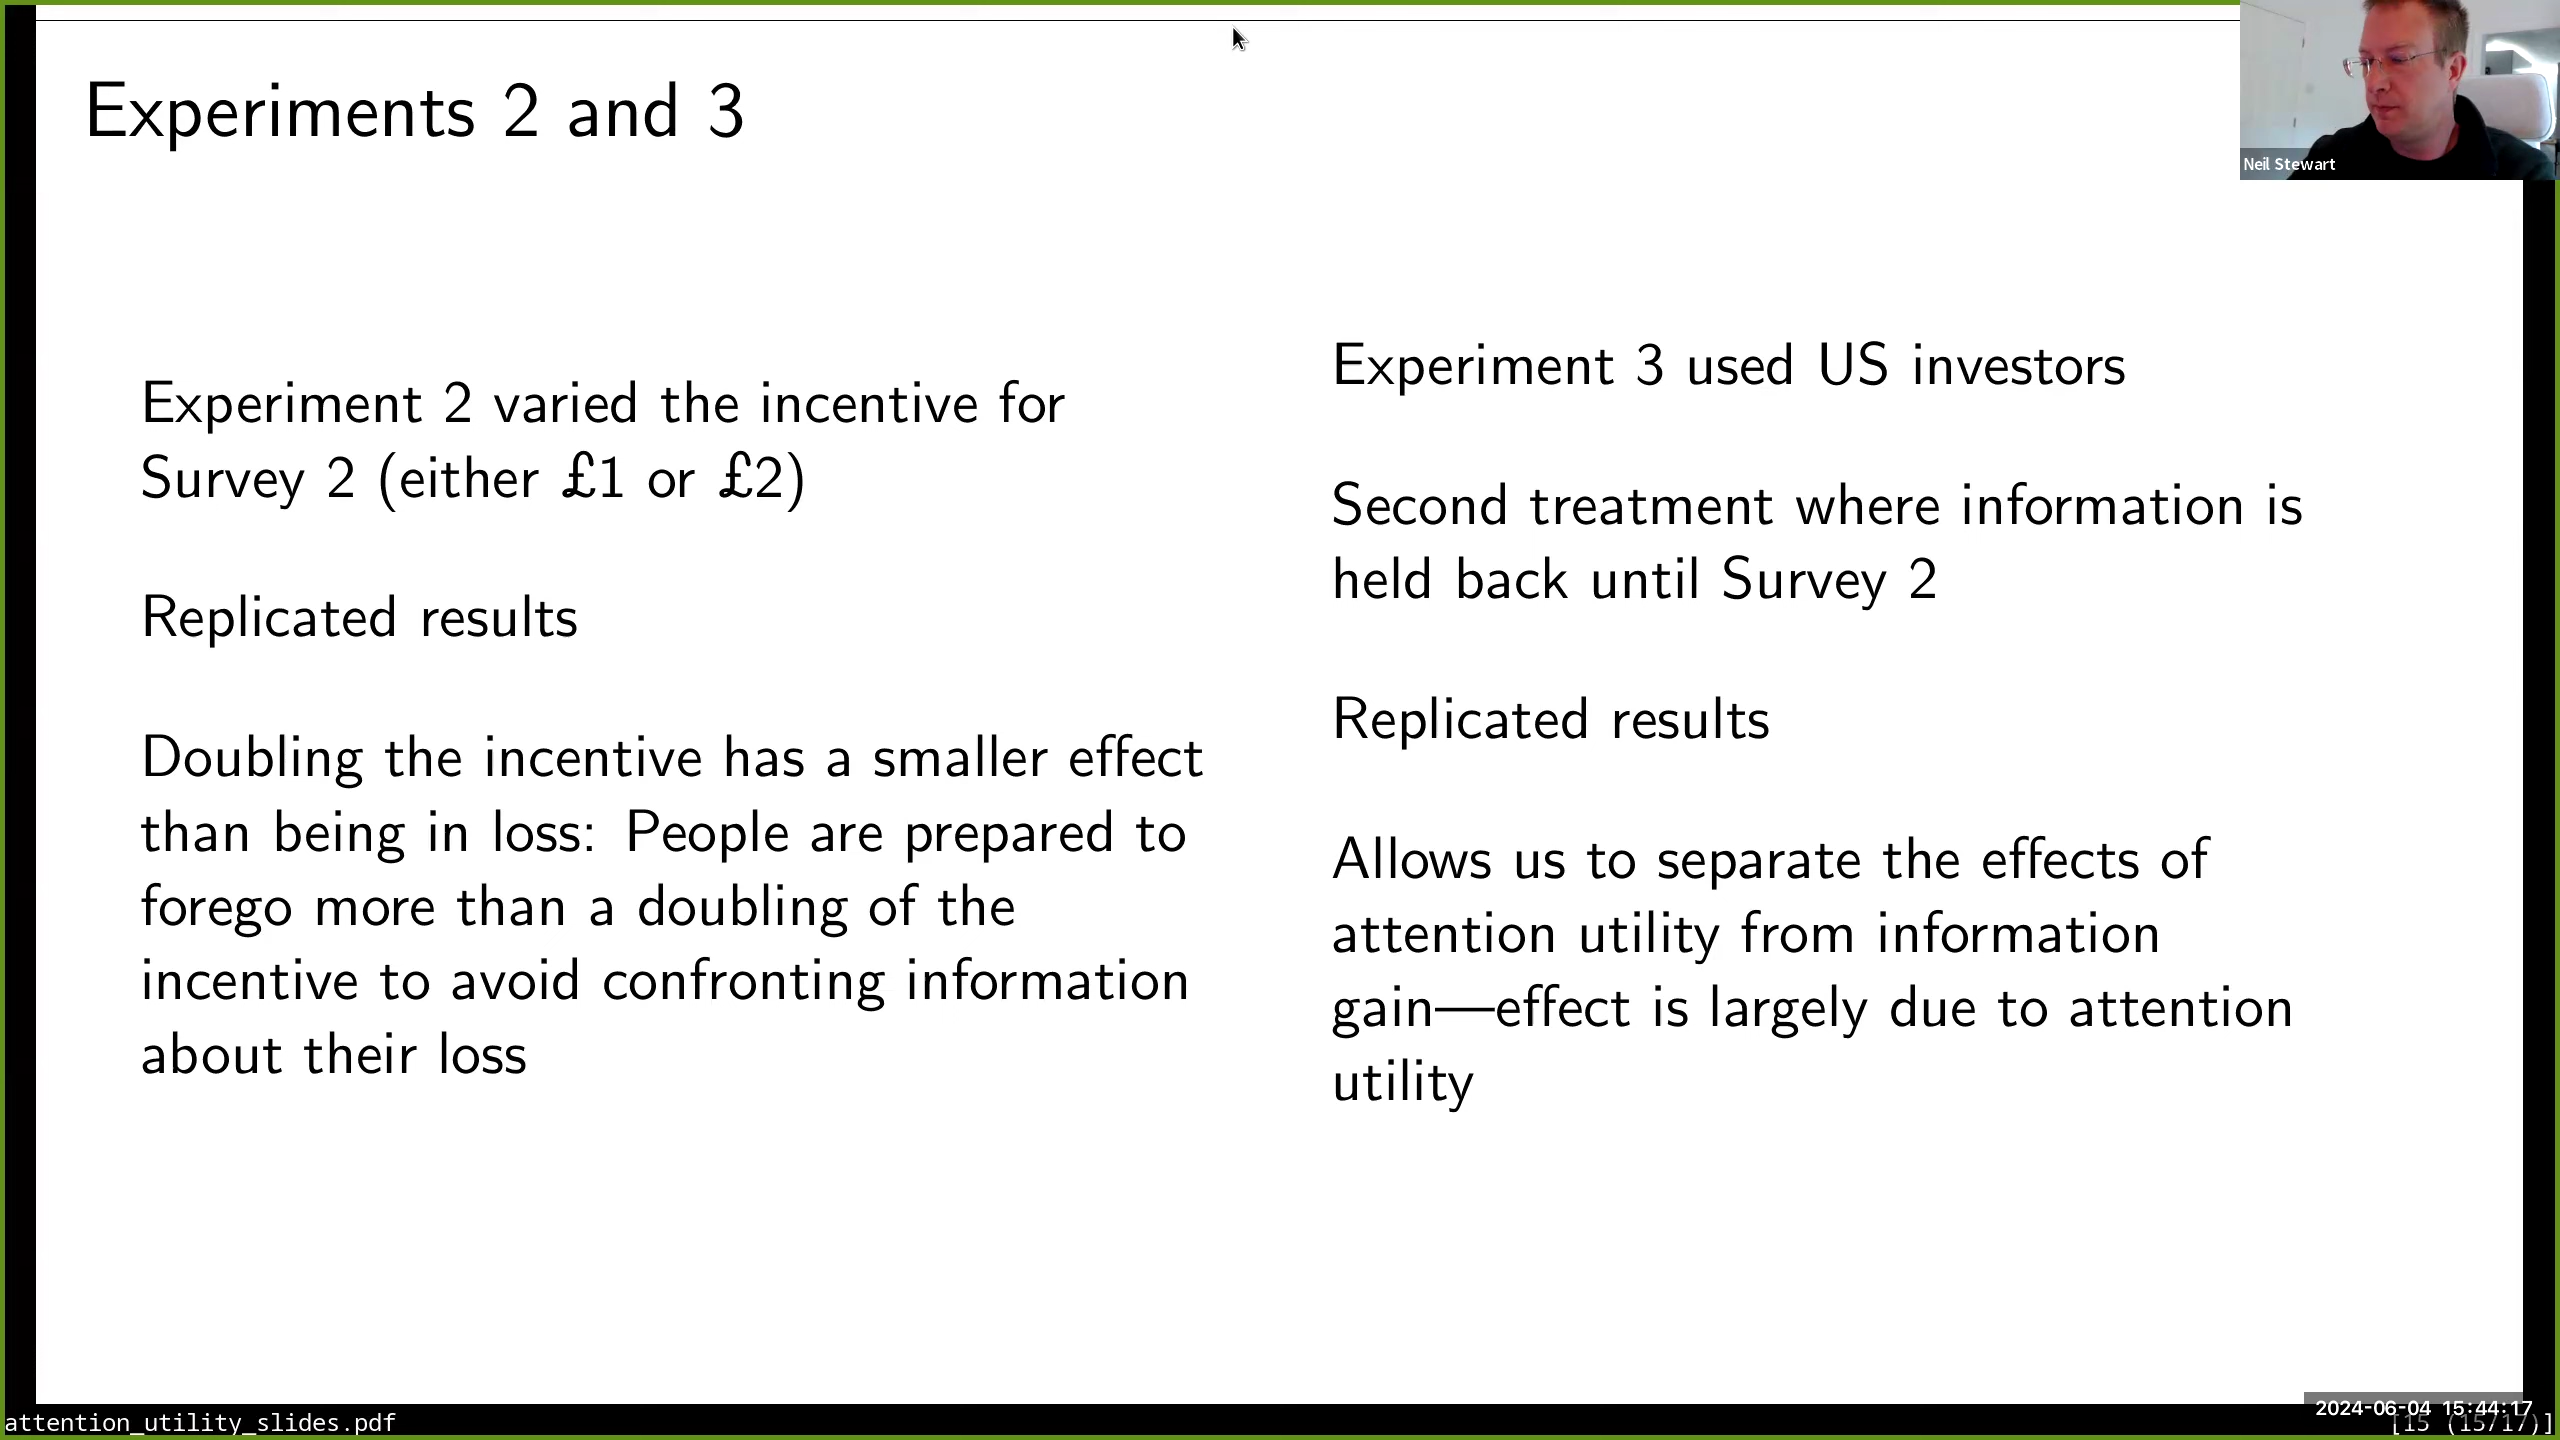 Experiments 2 and 3
Neil Stewart
Experiment 2 varied the incentive for
Survey 2 (either £1 or £2)
Replicated results
Doubling the incentive has a smaller effect
than being in loss: People are prepared to
forego more than a doubling of the
incentive to avoid confronting information
about their loss
Experiment 3 used US investors
Second treatment where information is
held back until Survey 2
Replicated results
Allows us to separate the effects of
attention utility from information
gain—effect is largely due to attention
utility
attention_utility_slides.pdf
2024-06-04 15:44:17
[15 (15/17)]